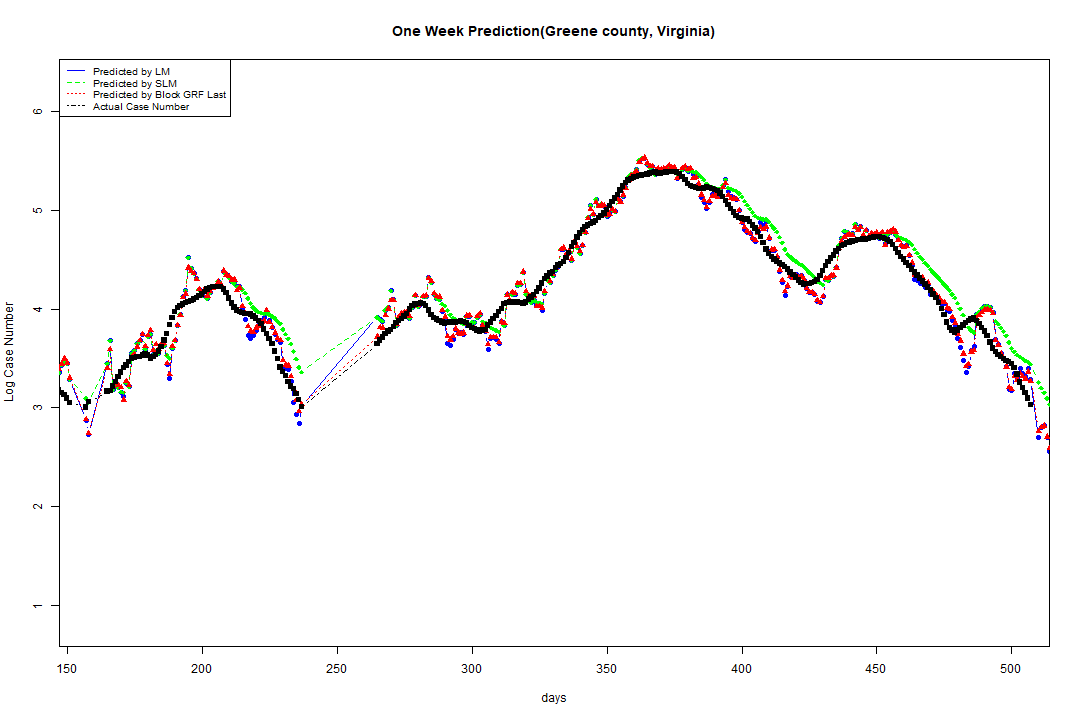 One Week Prediction(Greene county, Virginia)
Predicted by LM
Predicted by SLM
Predicted by Block GRF Last
Actual Case Number
Log Case Number
6
5
4
3
2
1
150 200 250 300 350 400 450 500
days